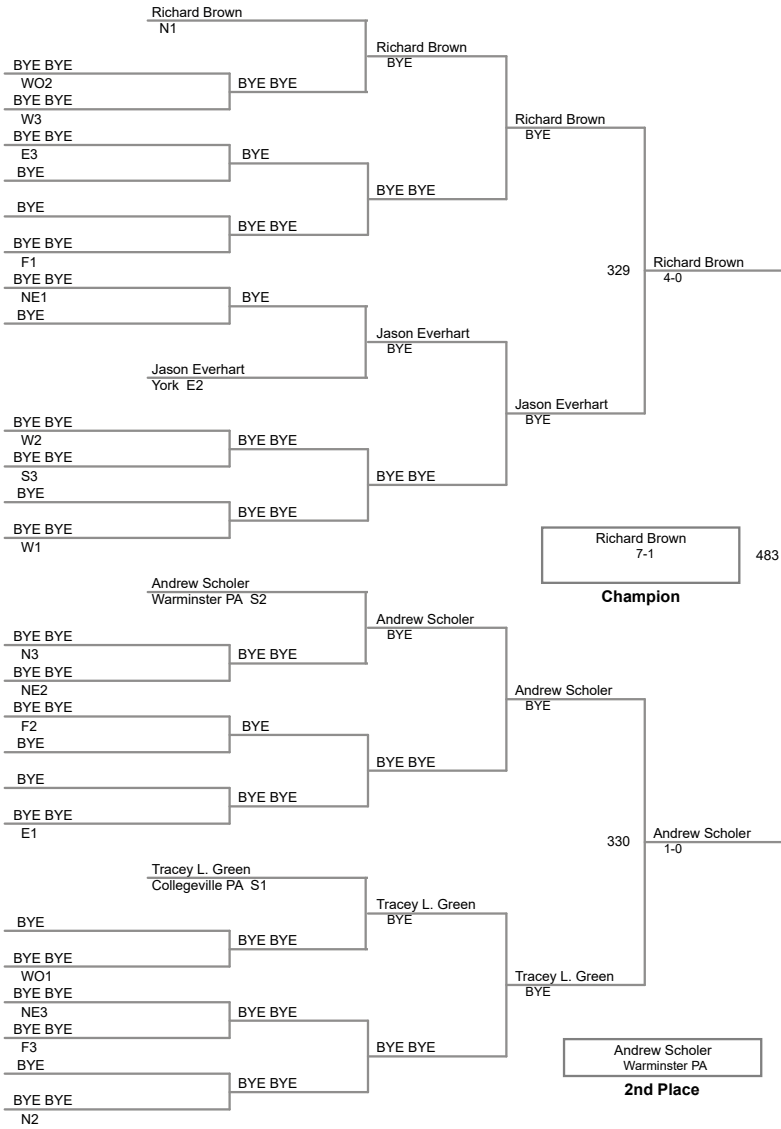 Richard Brown
N1
Richard Brown
BYE
BYE BYE
WO2
BYE BYE
BYE BYE
W3
Richard Brown
BYE
BYE BYE
E3
BYE
BYE
BYE BYE
BYE
BYE BYE
BYE BYE
F1
329
Richard Brown
4-0
BYE BYE
NE1
BYE
BYE
Jason Everhart
BYE
Jason Everhart
York E2
Jason Everhart
BYE
BYE BYE
W2
BYE BYE
BYE BYE
S3
BYE BYE
BYE
BYE BYE
BYE BYE
W1
Richard Brown
7-1
483
Champion
Andrew Scholer
Warminster PA S2
Andrew Scholer
BYE
BYE BYE
N3
BYE BYE
BYE BYE
NE2
Andrew Scholer
BYE
BYE BYE
F2
BYE
BYE
BYE BYE
BYE
BYE BYE
BYE BYE
E1
330
Andrew Scholer
1-0
Tracey L. Green
Collegeville PA S1
Tracey L. Green
BYE
BYE
BYE BYE
BYE BYE
WO1
Tracey L. Green
BYE
BYE BYE
NE3
BYE BYE
BYE BYE
F3
BYE BYE
BYE
BYE BYE
BYE BYE
N2
Andrew Scholer
Warminster PA
2nd Place